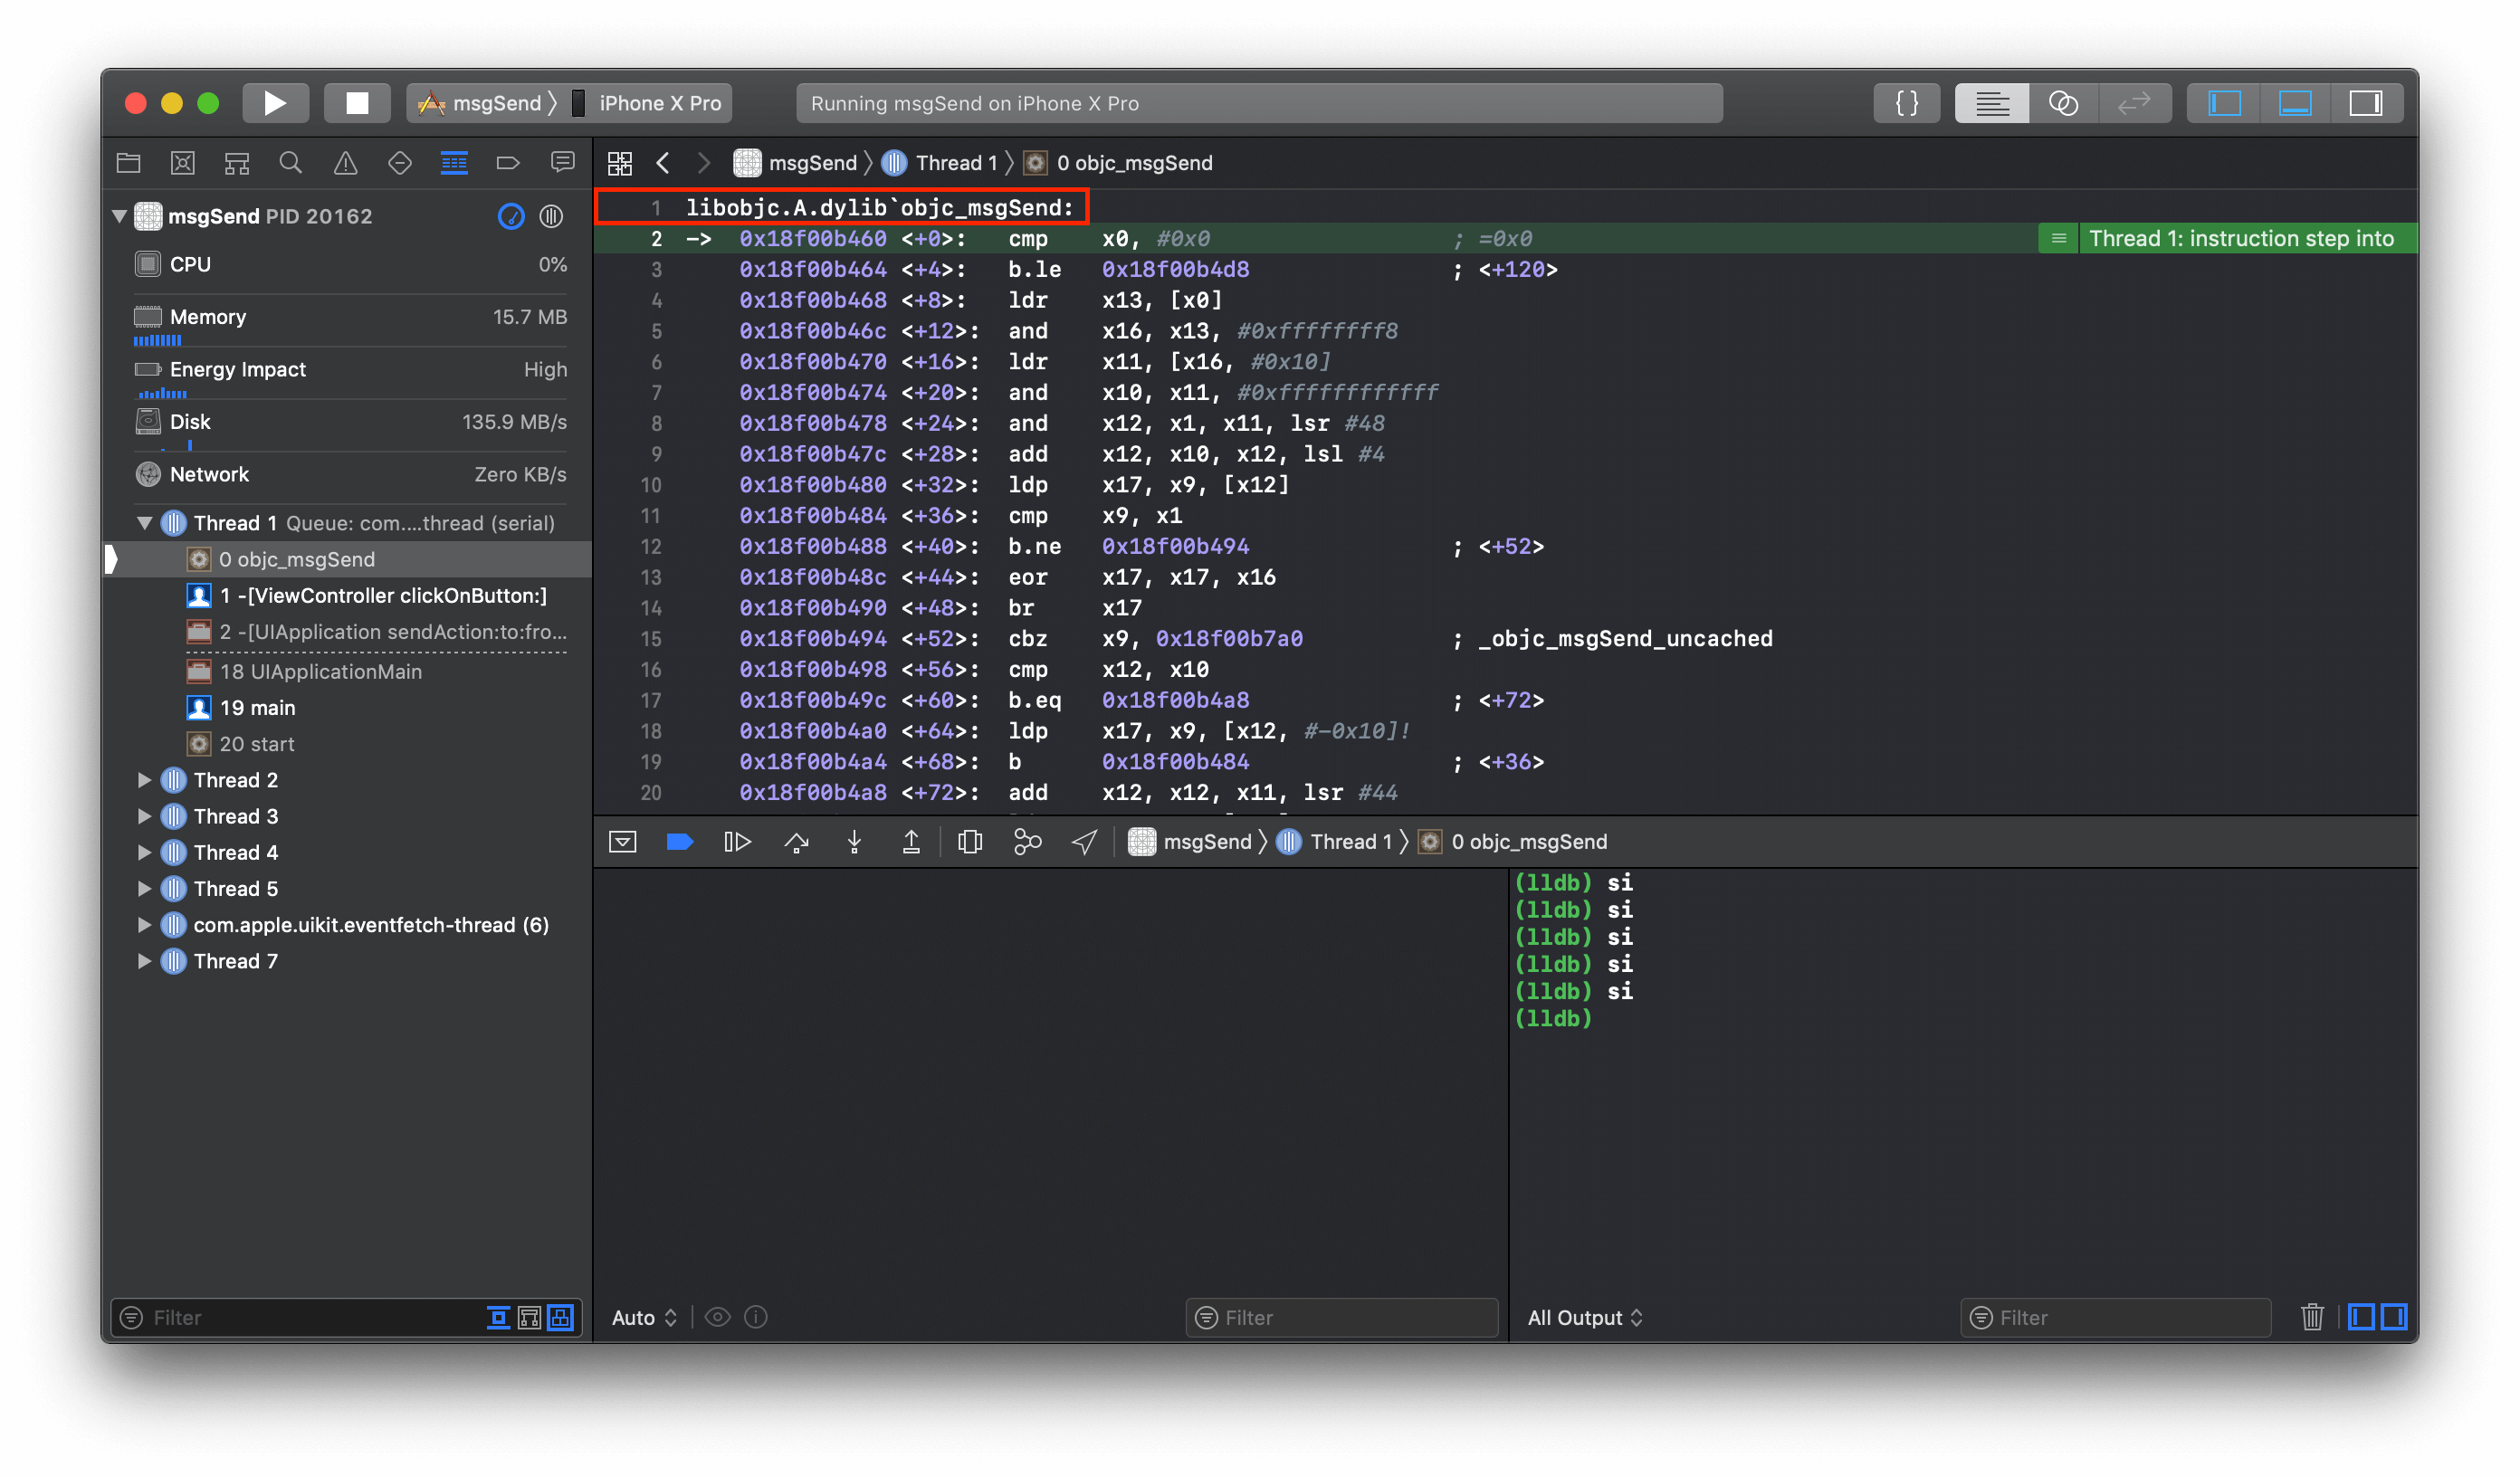 msgSend 〉 iPhone X Pro
Running msgSend on iPhone X Pro
{}
msgSend 〉 Thread 1 〉 0 objc_msgSend
msgSend PID 20162
CPU 0%
Memory 15.7 MB
Energy Impact High
Disk 135.9 MB/s
Network Zero KB/s
Thread 1 Queue: com....thread (serial)
0 objc_msgSend
1 -[ViewController clickOnButton:]
2 -[UIApplication sendAction:to:fro...
18 UIApplicationMain
19 main
20 start
Thread 2
Thread 3
Thread 4
Thread 5
com.apple.uikit.eventfetch-thread (6)
Thread 7
Filter
1 libobjc.A.dylib`objc_msgSend:
2 -> 0x18f00b460 <+0>: cmp x0, #0x0 ; =0x0 Thread 1: instruction step into
3 0x18f00b464 <+4>: b.le 0x18f00b4d8 ; <+120>
4 0x18f00b468 <+8>: ldr x13, [x0]
5 0x18f00b46c <+12>: and x16, x13, #0xffffffff8
6 0x18f00b470 <+16>: ldr x11, [x16, #0x10]
7 0x18f00b474 <+20>: and x10, x11, #0xffffffffffff
8 0x18f00b478 <+24>: and x12, x1, x11, lsr #48
9 0x18f00b47c <+28>: add x12, x10, x12, lsl #4
10 0x18f00b480 <+32>: ldp x17, x9, [x12]
11 0x18f00b484 <+36>: cmp x9, x1
12 0x18f00b488 <+40>: b.ne 0x18f00b494 ; <+52>
13 0x18f00b48c <+44>: eor x17, x17, x16
14 0x18f00b490 <+48>: br x17
15 0x18f00b494 <+52>: cbz x9, 0x18f00b7a0 ; _objc_msgSend_uncached
16 0x18f00b498 <+56>: cmp x12, x10
17 0x18f00b49c <+60>: b.eq 0x18f00b4a8 ; <+72>
18 0x18f00b4a0 <+64>: ldp x17, x9, [x12, #-0x10]!
19 0x18f00b4a4 <+68>: b 0x18f00b484 ; <+36>
20 0x18f00b4a8 <+72>: add x12, x12, x11, lsr #44
msgSend 〉 Thread 1 〉 0 objc_msgSend
(lldb) si
(lldb) si
(lldb) si
(lldb) si
(lldb) si
(lldb)
Auto
Filter
All Output
Filter